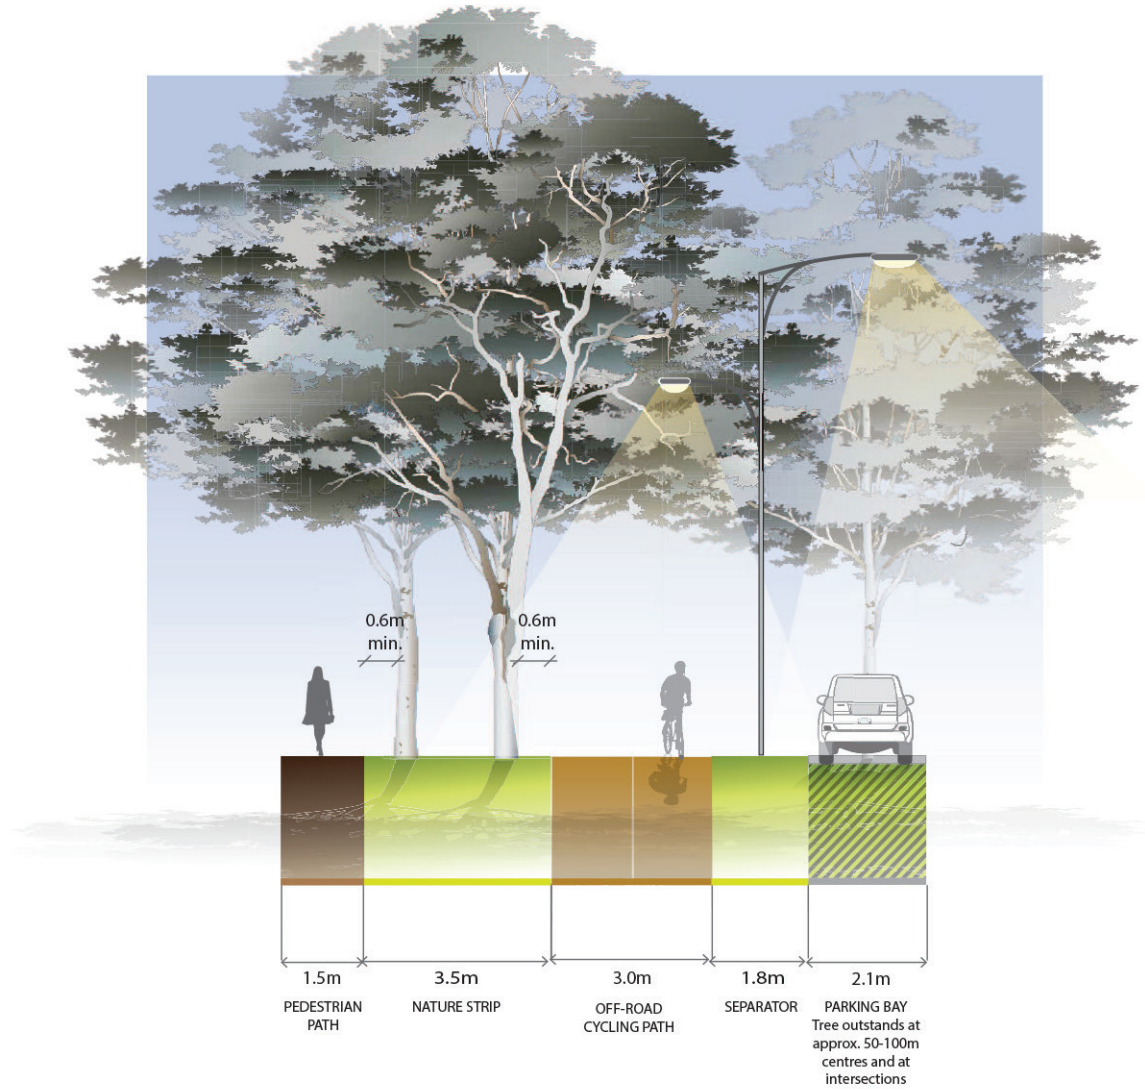 0.6m
min.
0.6m
min.
1.5m
3.5m
3.0m
1.8m
2.1m
PEDESTRIAN
PATH
NATURE STRIP
OFF-ROAD
CYCLING PATH
SEPARATOR
PARKING BAY
Tree outstands at
approx. 50-100m
centres and at
intersections